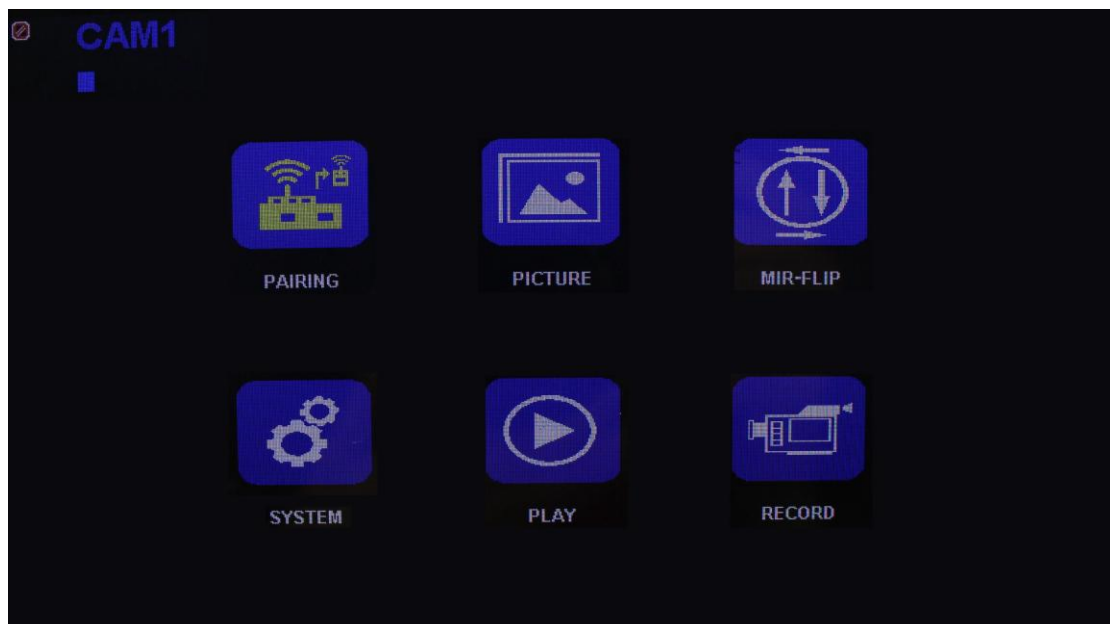 CAM1
PAIRING
PICTURE
MIR-FLIP
SYSTEM
PLAY
RECORD